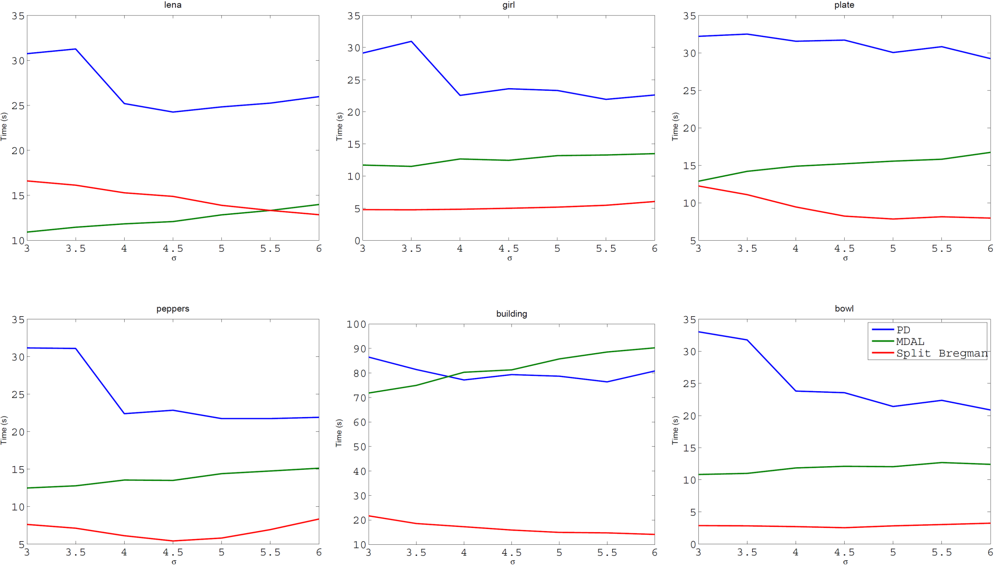 lena
35
30
25
20
15
10
Time (s)
3 3.5 4 4.5 5 5.5 6
σ
girl
35
30
25
20
15
10
5
0
Time (s)
3 3.5 4 4.5 5 5.5 6
σ
plate
35
30
25
20
15
10
5
Time (s)
3 3.5 4 4.5 5 5.5 6
σ
peppers
35
30
25
20
15
10
5
Time (s)
3 3.5 4 4.5 5 5.5 6
σ
building
100
90
80
70
60
50
40
30
20
10
Time (s)
3 3.5 4 4.5 5 5.5 6
σ
bowl
35
30
25
20
15
10
5
0
Time (s)
PD
MDAL
Split Bregman
3 3.5 4 4.5 5 5.5 6
σ